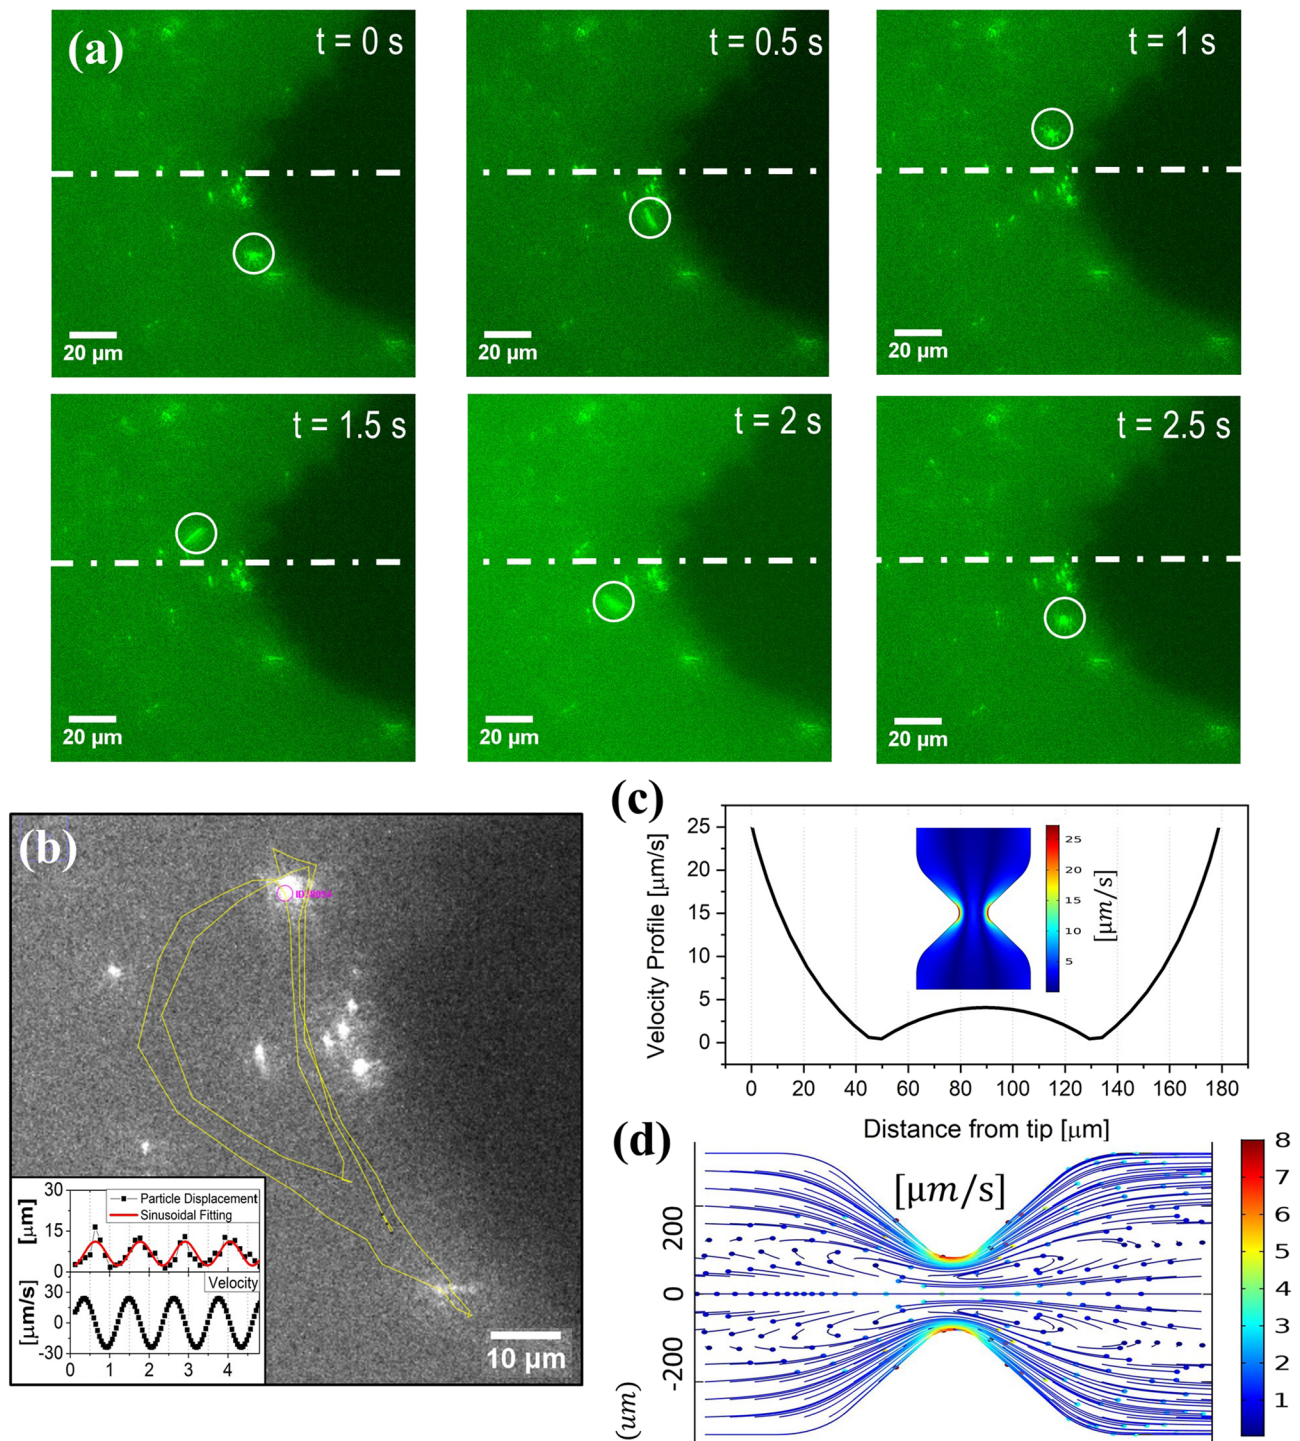 (a)
t = 0 s
20 µm
t = 0.5 s
20 µm
t = 1 s
20 µm
t = 1.5 s
20 µm
t = 2 s
20 µm
t = 2.5 s
20 µm
(b)
10 µm
30
15
0
[µm]
Particle Displacement
Sinusoidal Fitting
Velocity
30
0
-30
[µm/s]
0 1 2 3 4
(c)
25
20
15
10
5
0
Velocity Profile [µm/s]
25
20
15
10
5
[µm/s]
0 20 40 60 80 100 120 140 160 180
Distance from tip [µm]
(d)
[µm/s]
200
0
-200
(um)
8
7
6
5
4
3
2
1